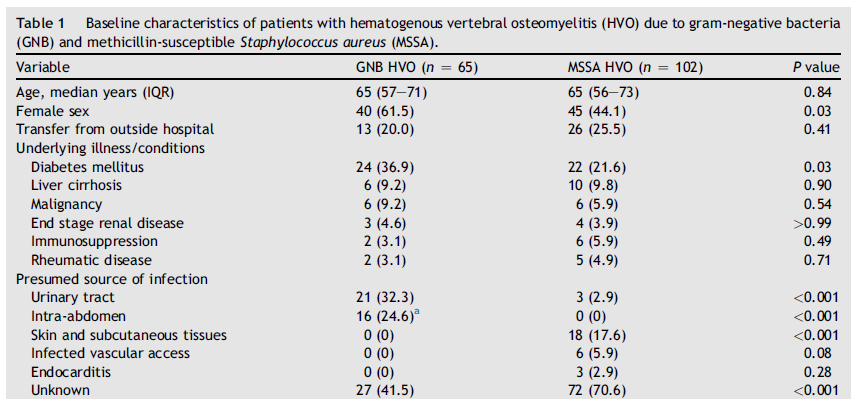 Table 1 Baseline characteristics of patients with hematogenous vertebral osteomyelitis (HVO) due to gram-negative bacteria
(GNB) and methicillin-susceptible Staphylococcus aureus (MSSA).
Variable GNB HVO (n = 65) MSSA HVO (n = 102) P value
Age, median years (IQR) 65 (57–71) 65 (56–73) 0.84
Female sex 40 (61.5) 45 (44.1) 0.03
Transfer from outside hospital 13 (20.0) 26 (25.5) 0.41
Underlying illness/conditions
Diabetes mellitus 24 (36.9) 22 (21.6) 0.03
Liver cirrhosis 6 (9.2) 10 (9.8) 0.90
Malignancy 6 (9.2) 6 (5.9) 0.54
End stage renal disease 3 (4.6) 4 (3.9) >0.99
Immunosuppression 2 (3.1) 6 (5.9) 0.49
Rheumatic disease 2 (3.1) 5 (4.9) 0.71
Presumed source of infection
Urinary tract 21 (32.3) 3 (2.9) <0.001
Intra-abdomen 16 (24.6)a 0 (0) <0.001
Skin and subcutaneous tissues 0 (0) 18 (17.6) <0.001
Infected vascular access 0 (0) 6 (5.9) 0.08
Endocarditis 0 (0) 3 (2.9) 0.28
Unknown 27 (41.5) 72 (70.6) <0.001